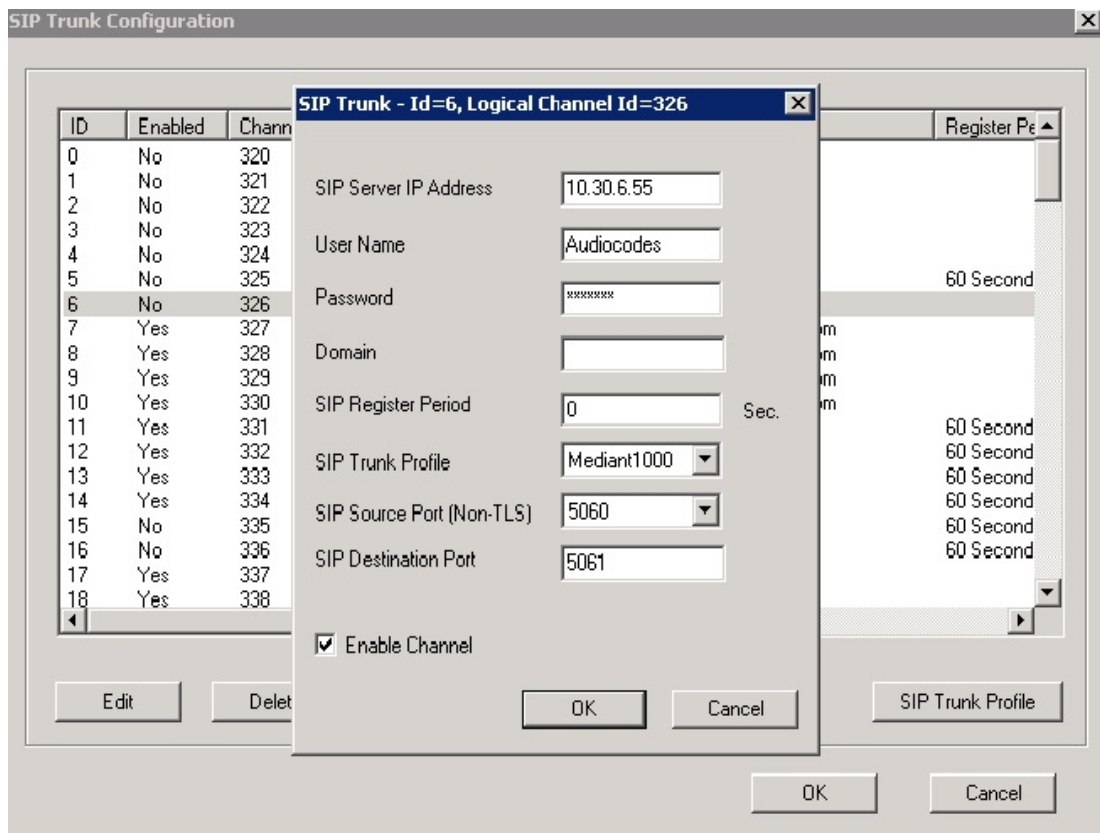 SIP Trunk Configuration
SIP Trunk - Id=6, Logical Channel Id=326
ID Enabled Chann Register Pe
0 No 320
1 No 321
2 No 322
3 No 323
4 No 324
5 No 325 60 Second
6 No 326
7 Yes 327 om
8 Yes 328 om
9 Yes 329 om
10 Yes 330 om
11 Yes 331 60 Second
12 Yes 332 60 Second
13 Yes 333 60 Second
14 Yes 334 60 Second
15 No 335 60 Second
16 No 336 60 Second
17 Yes 337
18 Yes 338
SIP Server IP Address 10.30.6.55
User Name Audiocodes
Password xxxxxxx
Domain
SIP Register Period 0 Sec.
SIP Trunk Profile Mediant1000
SIP Source Port (Non-TLS) 5060
SIP Destination Port 5061
Enable Channel
OK Cancel
Edit Delet SIP Trunk Profile
OK Cancel